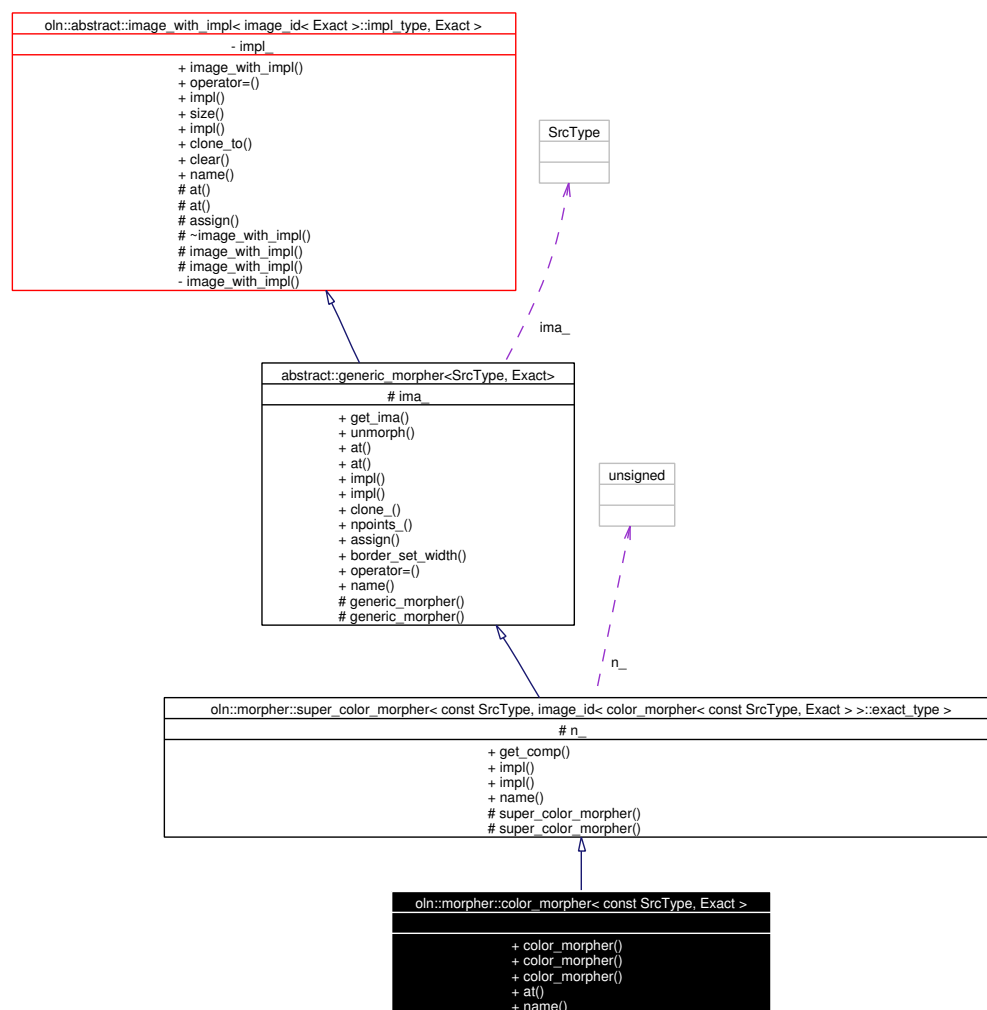 oln::abstract::image_with_impl< image_id< Exact >::impl_type, Exact >
- impl_
+ image_with_impl()
+ operator=()
+ impl()
+ size()
+ impl()
+ clone_to()
+ clear()
+ name()
# at()
# at()
# assign()
# ~image_with_impl()
# image_with_impl()
# image_with_impl()
- image_with_impl()
SrcType
ima_
abstract::generic_morpher<SrcType, Exact>
# ima_
+ get_ima()
+ unmorph()
+ at()
+ at()
+ impl()
+ impl()
+ clone_()
+ npoints_()
+ assign()
+ border_set_width()
+ operator=()
+ name()
# generic_morpher()
# generic_morpher()
unsigned
n_
oln::morpher::super_color_morpher< const SrcType, image_id< color_morpher< const SrcType, Exact > >::exact_type >
# n_
+ get_comp()
+ impl()
+ impl()
+ name()
# super_color_morpher()
# super_color_morpher()
oln::morpher::color_morpher< const SrcType, Exact >
+ color_morpher()
+ color_morpher()
+ color_morpher()
+ at()
+ name()